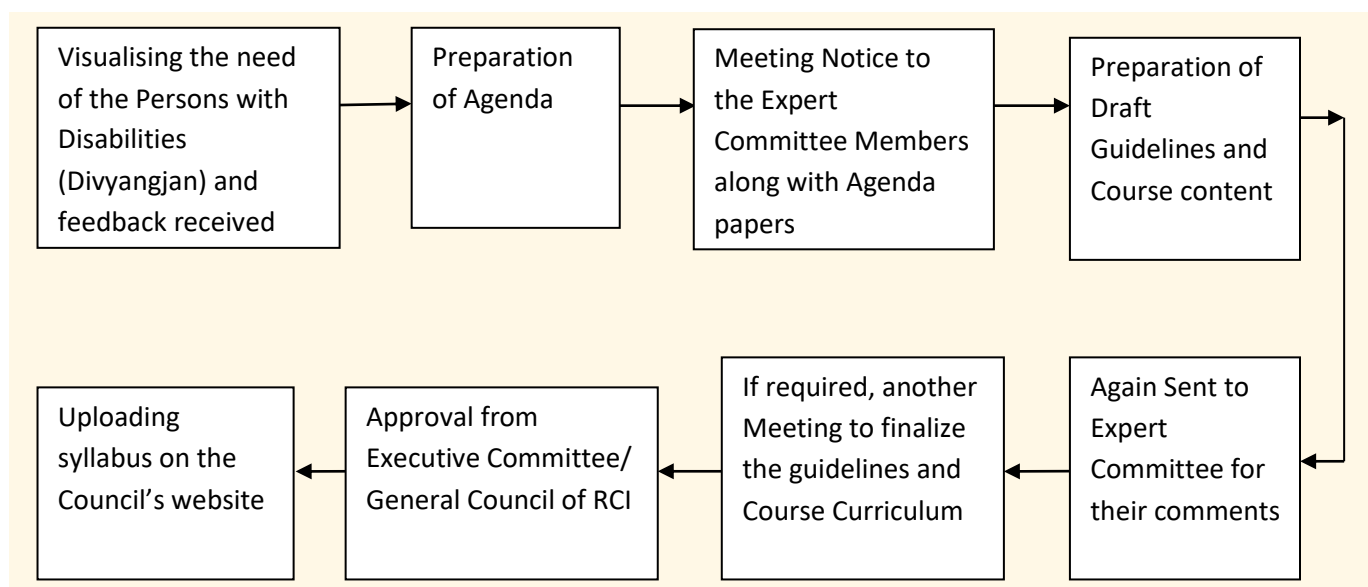 Visualising the need
of the Persons with
Disabilities
(Divyangjan) and
feedback received
Preparation
of Agenda
Meeting Notice to
the Expert
Committee Members
along with Agenda
papers
Preparation of
Draft
Guidelines and
Course content
Again Sent to
Expert
Committee for
their comments
If required, another
Meeting to finalize
the guidelines and
Course Curriculum
Approval from
Executive Committee/
General Council of RCI
Uploading
syllabus on the
Council’s website